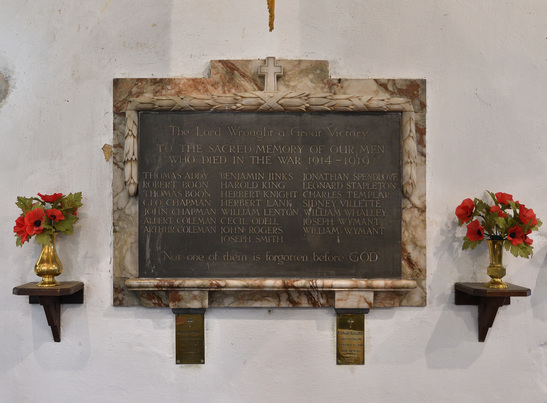 The Lord Wrought a Great Victory
TO THE SACRED MEMORY OF OUR MEN
WHO DIED IN THE WAR 1914-1919
THOMAS ADDY
ROBERT BOON
THOMAS BOON
GEO CHAPMAN
JOHN CHAPMAN
ALBERT COLEMAN
ARTHUR COLEMAN
BENJAMIN JINKS
HAROLD KING
HERBERT KNIGHT
HERBERT LANE
WILLIAM LENTON
CECIL ODELL
JOHN ROGERS
JOSEPH SMITH
JONATHAN SPENDLOVE
LEONARD STAPLETON
CHARLES TEMPLAR
SIDNEY VILLETTE
WILLIAM WHALLEY
JOSEPH WYMANT
WILLIAM WYMANT
Not one of them is forgotten before GOD